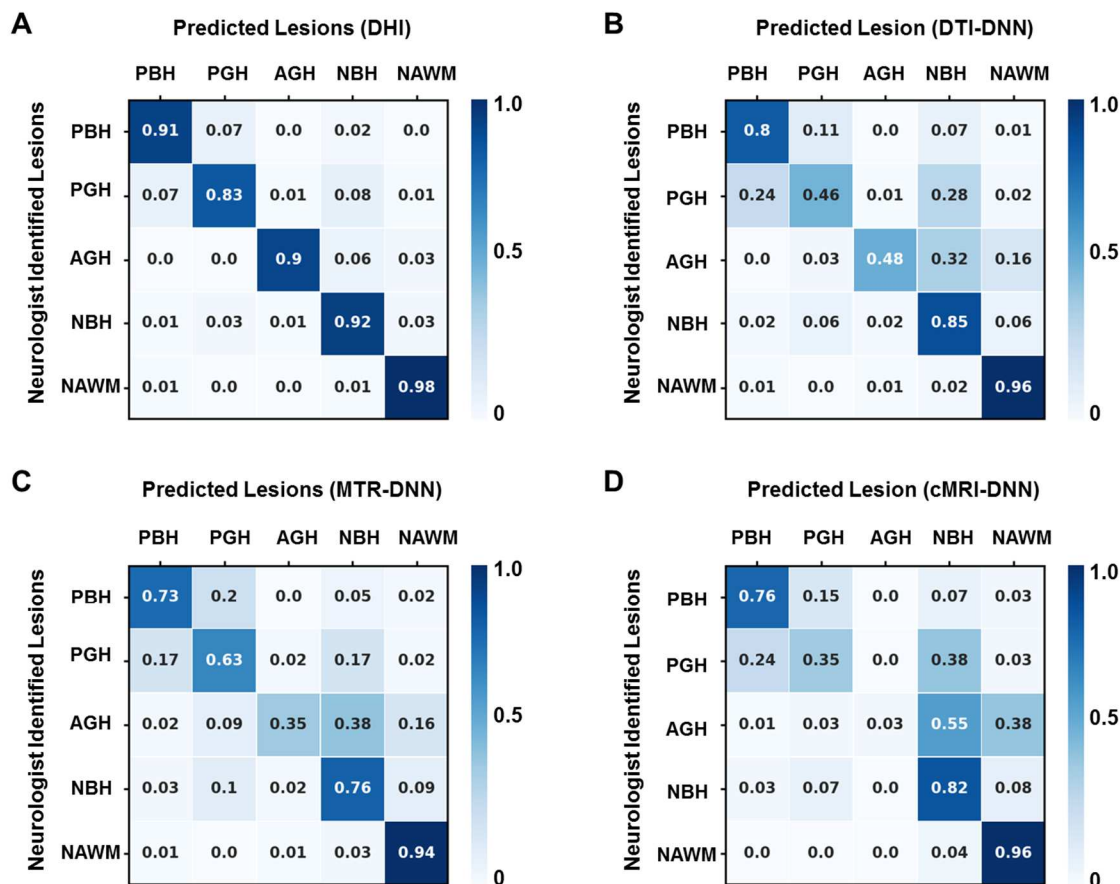 A
Predicted Lesions (DHI)
PBH PGH AGH NBH NAWM
Neurologist Identified Lesions
PBH 0.91 0.07 0.0 0.02 0.0
PGH 0.07 0.83 0.01 0.08 0.01
AGH 0.0 0.0 0.9 0.06 0.03
NBH 0.01 0.03 0.01 0.92 0.03
NAWM 0.01 0.0 0.0 0.01 0.98
1.0
0.5
0
B
Predicted Lesion (DTI-DNN)
PBH PGH AGH NBH NAWM
Neurologist Identified Lesions
PBH 0.8 0.11 0.0 0.07 0.01
PGH 0.24 0.46 0.01 0.28 0.02
AGH 0.0 0.03 0.48 0.32 0.16
NBH 0.02 0.06 0.02 0.85 0.06
NAWM 0.01 0.0 0.01 0.02 0.96
1.0
0.5
0
C
Predicted Lesions (MTR-DNN)
PBH PGH AGH NBH NAWM
Neurologist Identified Lesions
PBH 0.73 0.2 0.0 0.05 0.02
PGH 0.17 0.63 0.02 0.17 0.02
AGH 0.02 0.09 0.35 0.38 0.16
NBH 0.03 0.1 0.02 0.76 0.09
NAWM 0.01 0.0 0.01 0.03 0.94
1.0
0.5
0
D
Predicted Lesion (cMRI-DNN)
PBH PGH AGH NBH NAWM
Neurologist Identified Lesions
PBH 0.76 0.15 0.0 0.07 0.03
PGH 0.24 0.35 0.0 0.38 0.03
AGH 0.01 0.03 0.03 0.55 0.38
NBH 0.03 0.07 0.0 0.82 0.08
NAWM 0.0 0.0 0.0 0.04 0.96
1.0
0.5
0